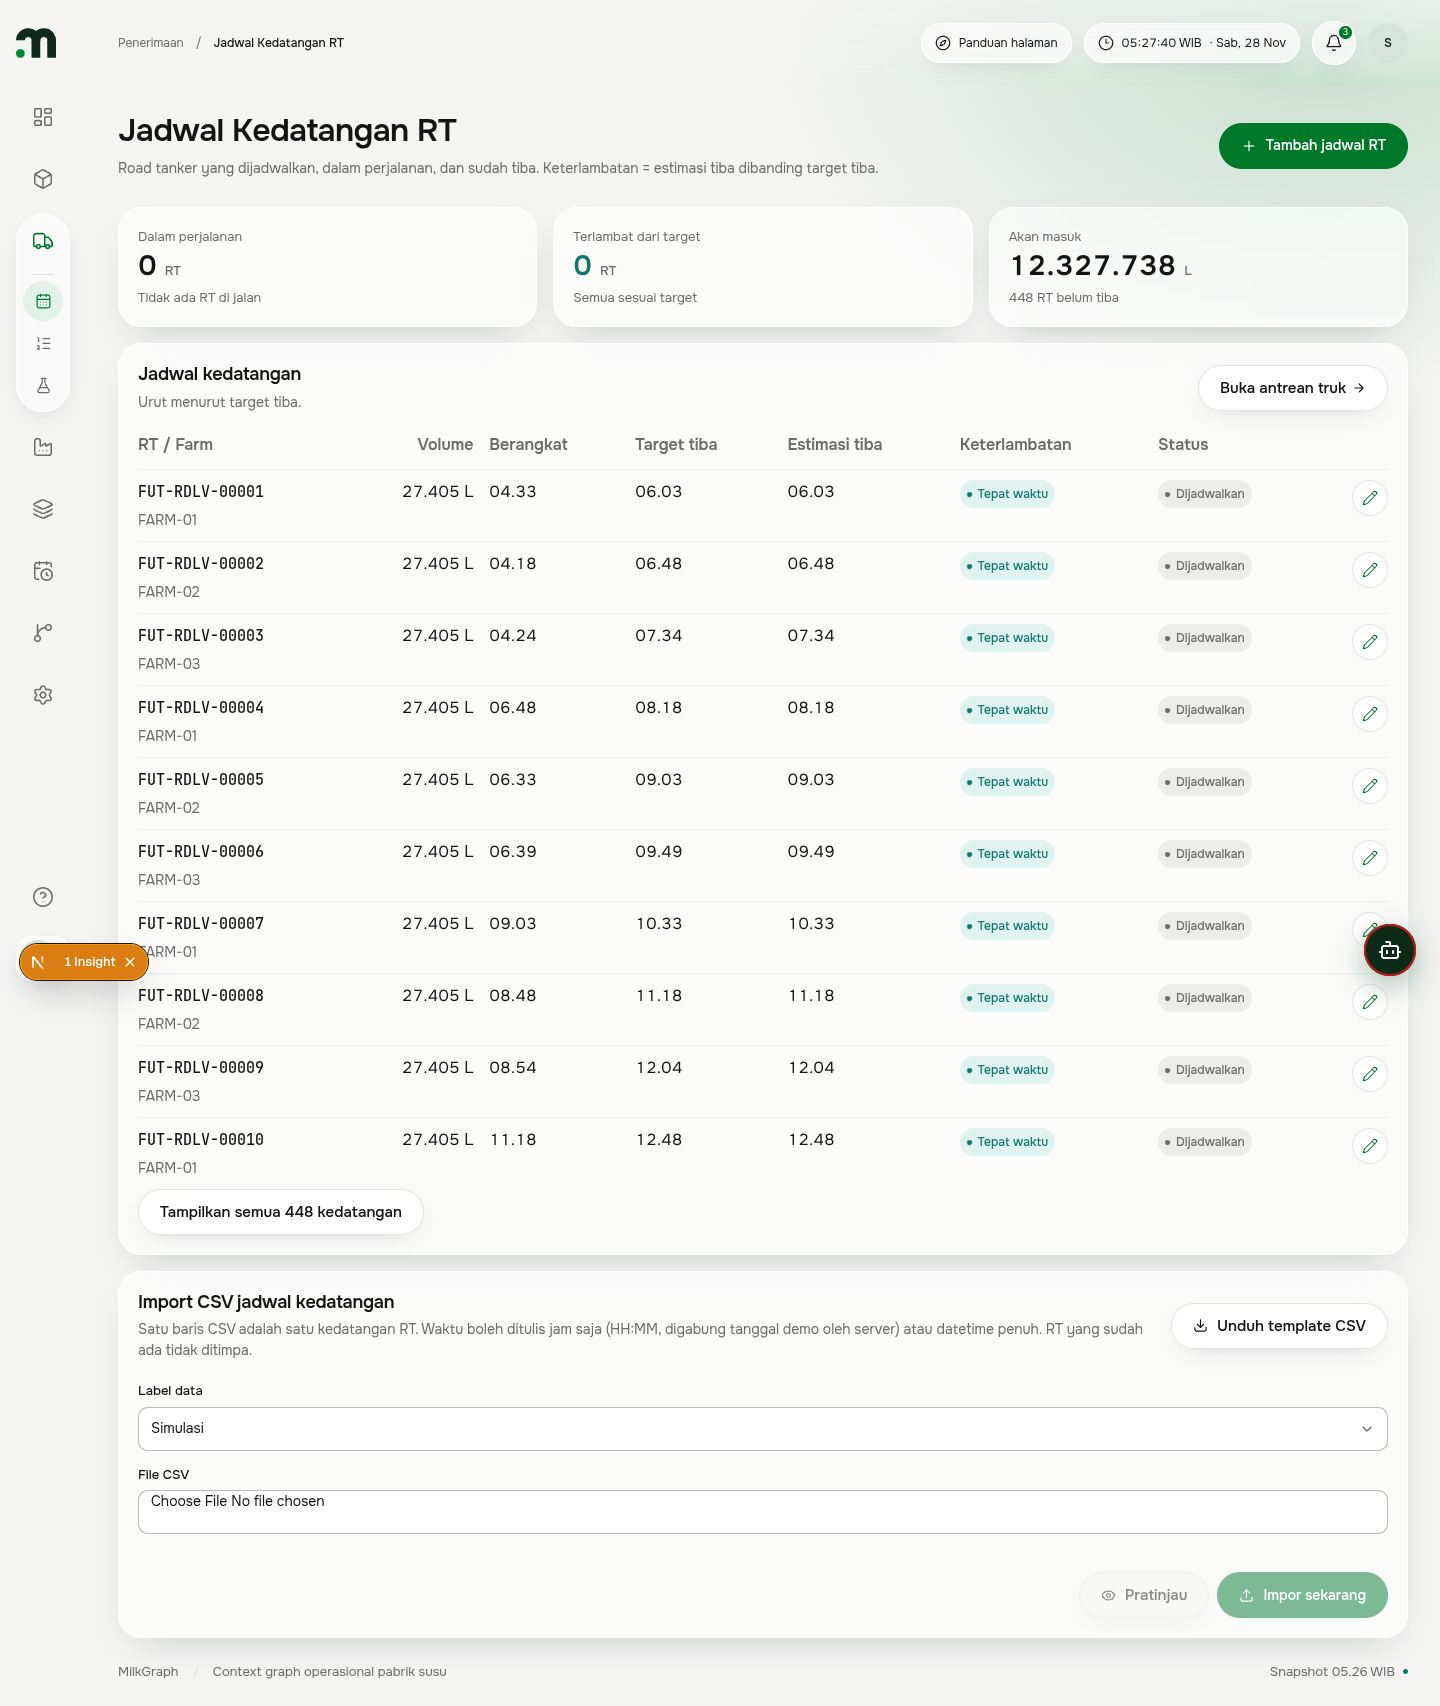 Penerimaan / Jadwal Kedatangan RT
Panduan halaman
05:27:40 WIB · Sab, 28 Nov
3
S
Jadwal Kedatangan RT
Road tanker yang dijadwalkan, dalam perjalanan, dan sudah tiba. Keterlambatan = estimasi tiba dibanding target tiba.
Tambah jadwal RT
Dalam perjalanan
0 RT
Tidak ada RT di jalan
Terlambat dari target
0 RT
Semua sesuai target
Akan masuk
12.327.738 L
448 RT belum tiba
Jadwal kedatangan
Urut menurut target tiba.
Buka antrean truk
RT / Farm Volume Berangkat Target tiba Estimasi tiba Keterlambatan Status
FUT-RDLV-00001 27.405 L 04.33 06.03 06.03 Tepat waktu Dijadwalkan
FARM-01
FUT-RDLV-00002 27.405 L 04.18 06.48 06.48 Tepat waktu Dijadwalkan
FARM-02
FUT-RDLV-00003 27.405 L 04.24 07.34 07.34 Tepat waktu Dijadwalkan
FARM-03
FUT-RDLV-00004 27.405 L 06.48 08.18 08.18 Tepat waktu Dijadwalkan
FARM-01
FUT-RDLV-00005 27.405 L 06.33 09.03 09.03 Tepat waktu Dijadwalkan
FARM-02
FUT-RDLV-00006 27.405 L 06.39 09.49 09.49 Tepat waktu Dijadwalkan
FARM-03
FUT-RDLV-00007 27.405 L 09.03 10.33 10.33 Tepat waktu Dijadwalkan
FARM-01
1 Insight
FUT-RDLV-00008 27.405 L 08.48 11.18 11.18 Tepat waktu Dijadwalkan
FARM-02
FUT-RDLV-00009 27.405 L 08.54 12.04 12.04 Tepat waktu Dijadwalkan
FARM-03
FUT-RDLV-00010 27.405 L 11.18 12.48 12.48 Tepat waktu Dijadwalkan
FARM-01
Tampilkan semua 448 kedatangan
Import CSV jadwal kedatangan
Satu baris CSV adalah satu kedatangan RT. Waktu boleh ditulis jam saja (HH:MM, digabung tanggal demo oleh server) atau datetime penuh. RT yang sudah
ada tidak ditimpa.
Unduh template CSV
Label data
Simulasi
File CSV
Choose File No file chosen
Pratinjau
Impor sekarang
MilkGraph / Context graph operasional pabrik susu
Snapshot 05.26 WIB